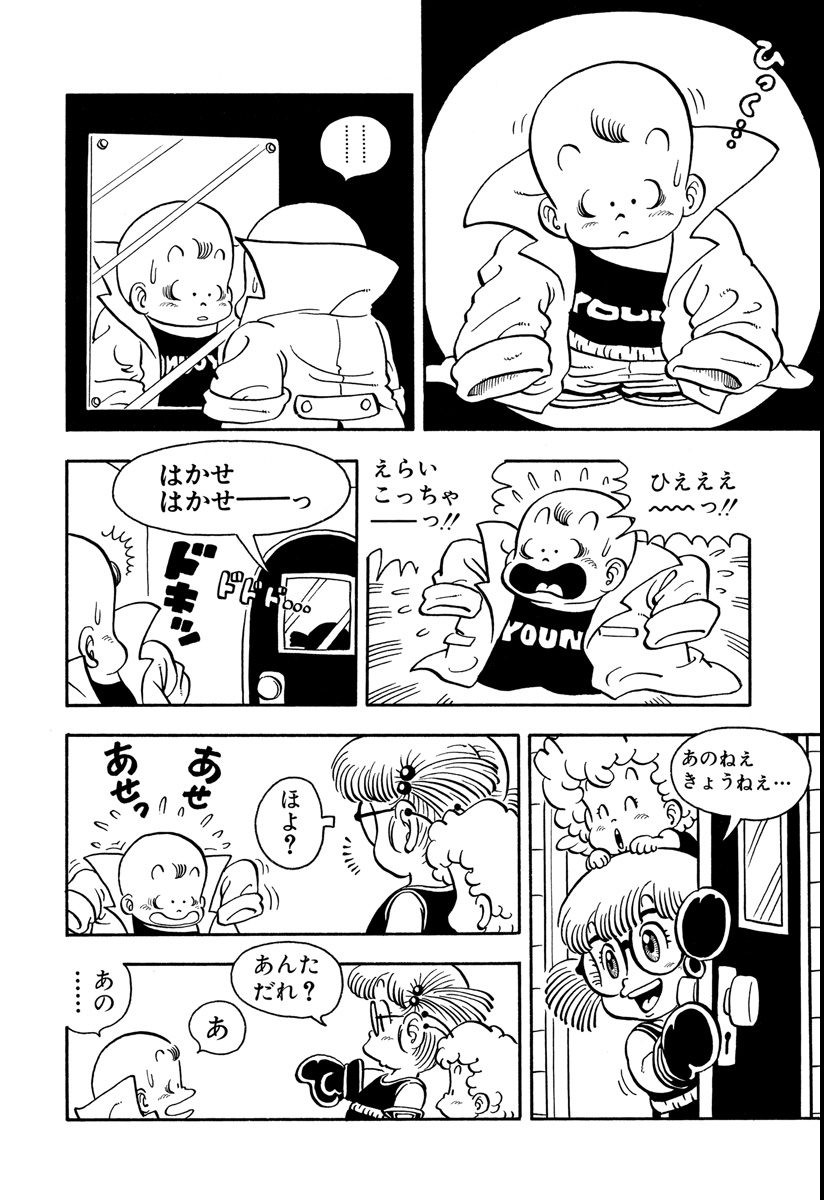 ひっく…
YOUN
……
……
YOUN
ひえええ
〜〜〜っ!!
えらい
こっちゃ
――っ!!
YOUN
はかせ
はかせ――っ
ドドド…
ドキッ
あのねえ
きょうねえ…
ほよ?
あせ
あせっ
あんた
だれ?
あ
あの
……